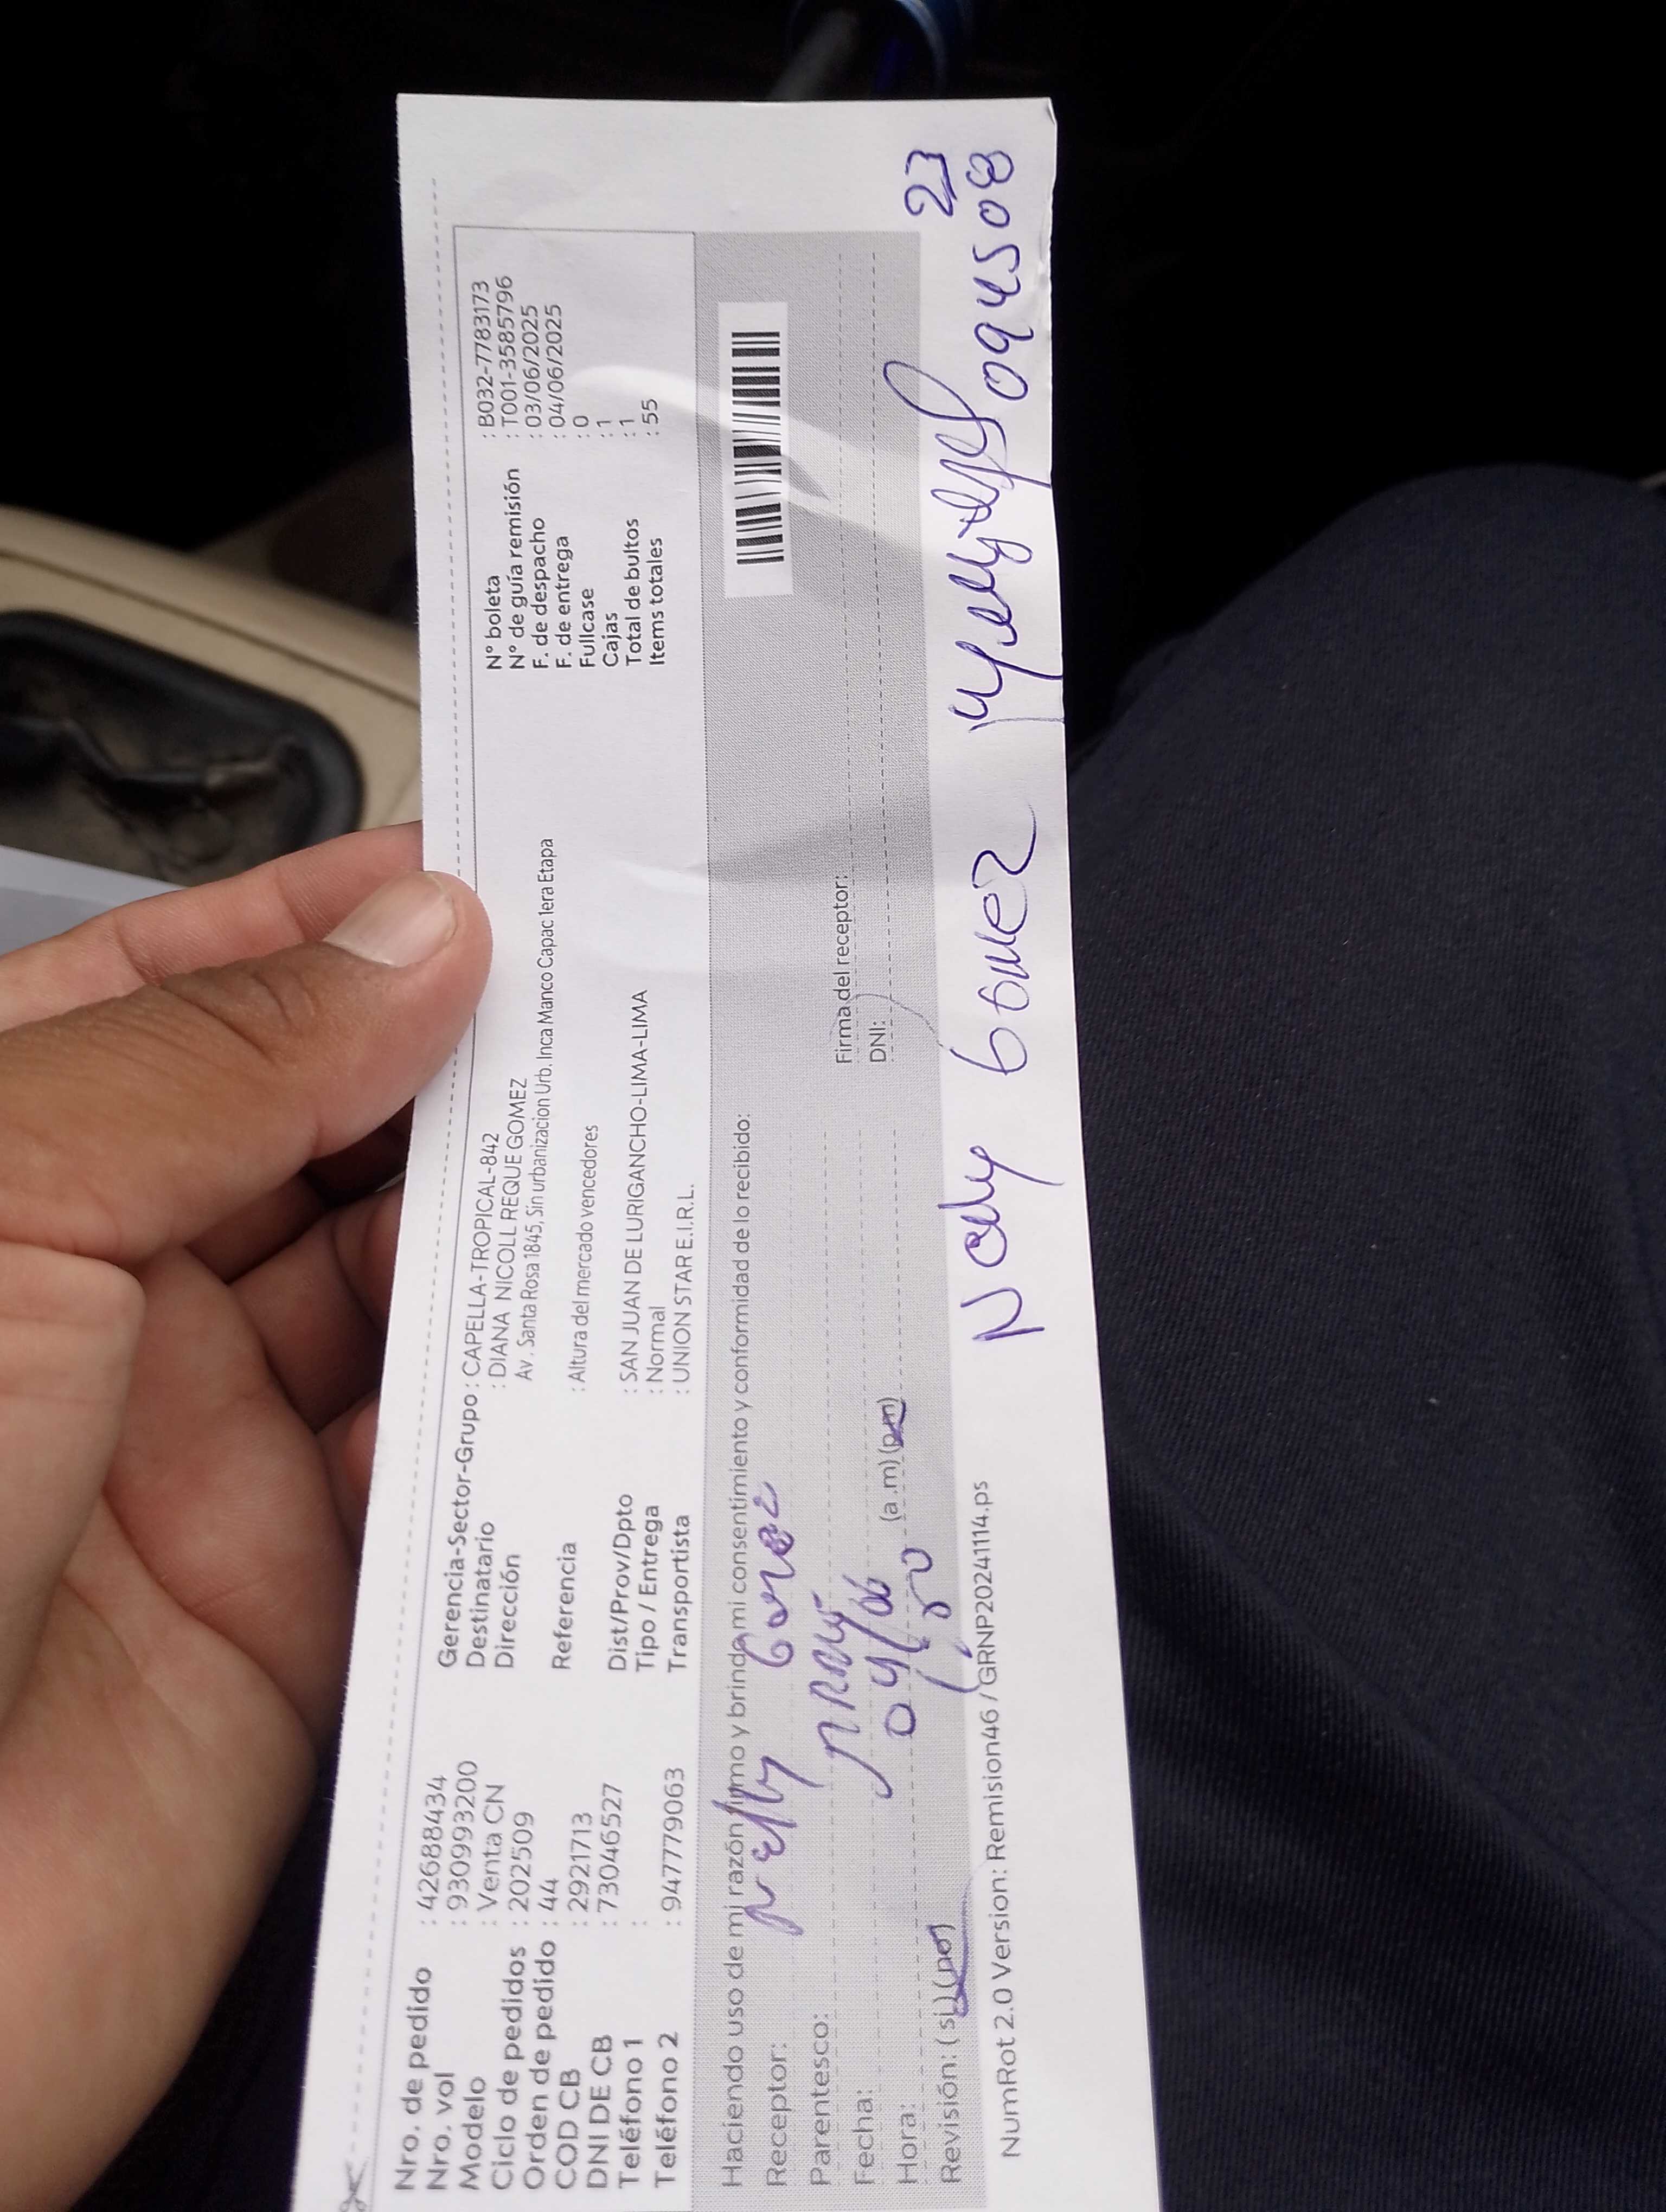 Nro. de pedido : 42688434
Nro. vol : 930993200
Modelo : Venta CN
Ciclo de pedidos : 202509
Orden de pedido : 44
COD CB : 2921713
DNI DE CB : 73046527
Teléfono 1 :
Teléfono 2 : 947779063
Gerencia-Sector-Grupo : CAPELLA-TROPICAL-842
Destinatario : DIANA NICOLL REQUE GOMEZ
Dirección Av. Santa Rosa 1845, Sin urbanizacion Urb. Inca Manco Capac 1era Etapa
Referencia : Altura del mercado vencedores
Dist/Prov/Dpto : SAN JUAN DE LURIGANCHO-LIMA-LIMA
Tipo / Entrega : Normal
Transportista : UNION STAR E.I.R.L.
N° boleta : B032-7783173
N° de guía remisión : T001-3585796
F. de despacho : 03/06/2025
F. de entrega : 04/06/2025
Fullcase : 0
Cajas : 1
Total de bultos : 1
Items totales : 55
Haciendo uso de mi razón firmo y brindo mi consentimiento y conformidad de lo recibido:
Receptor: Nelly Gomez
Parentesco:
Fecha: 04/06
Hora: (a.m) (pm)
Revisión: (si) (no)
Firma del receptor:
DNI:
23
Gomez
094508
NumRot 2.0 Version: Remision46 / GRNP20241114.ps